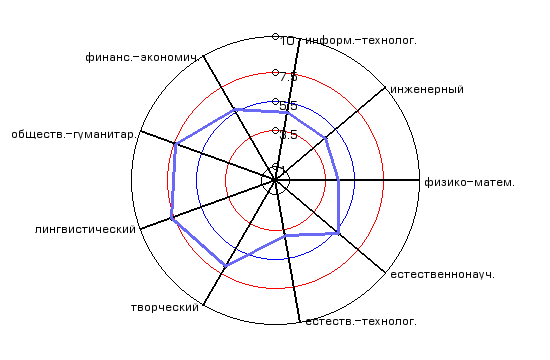 10
информ.-технолог.
финанс.-экономич.
7.5
инженерный
5.5
обществ.-гуманитар.
3.5
1
физико-матем.
лингвистический
естественнонауч.
творческий
естеств.-технолог.